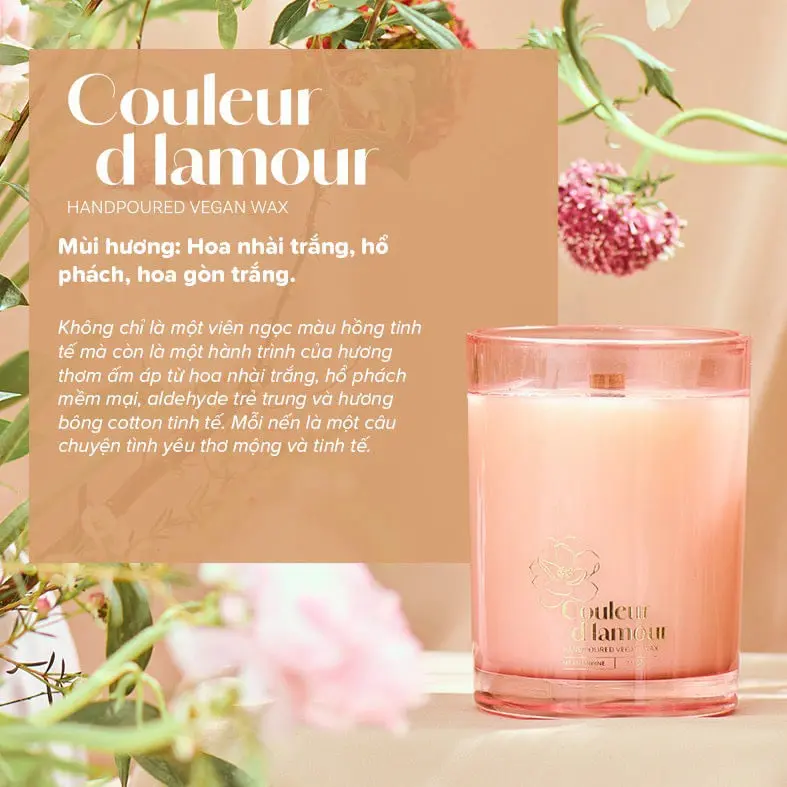 Couleur
d lamour
HANDPOURED VEGAN WAX
Mùi hương: Hoa nhài trắng, hổ
phách, hoa gòn trắng.
Không chỉ là một viên ngọc màu hồng tinh
tế mà còn là một hành trình của hương
thơm ấm áp từ hoa nhài trắng, hổ phách
mềm mại, aldehyde trẻ trung và hương
bông cotton tinh tế. Mỗi nến là một câu
chuyện tình yêu thơ mộng và tinh tế.
Couleur
d lamour
HANDPOURED VEGAN WAX